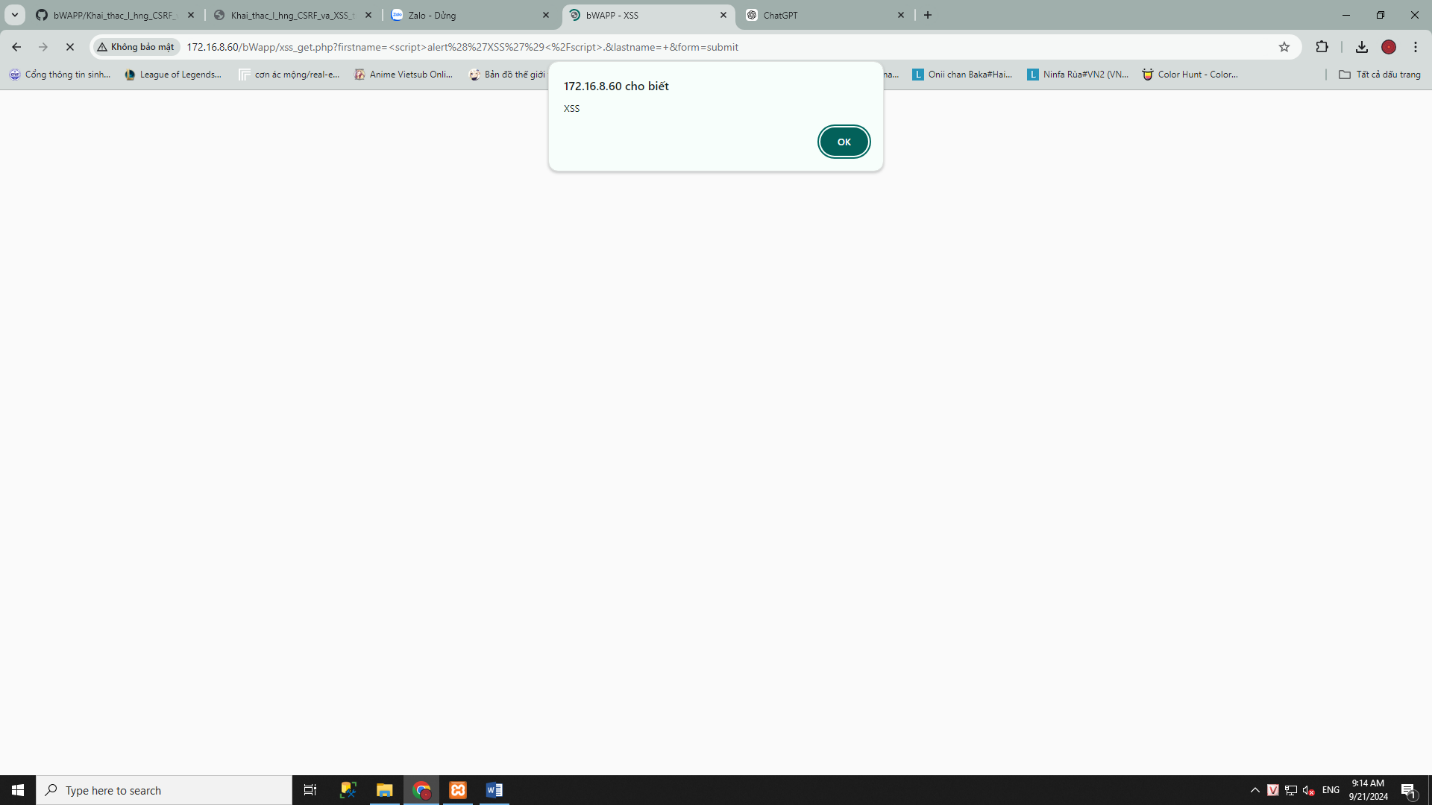 bWAPP/Khai_thac_l_hng_CSRF_
Khai_thac_l_hng_CSRF_va_XSS_
Zalo - Dửng
bWAPP - XSS
ChatGPT
Không bảo mật
172.16.8.60/bWapp/xss_get.php?firstname=<script>alert%28%27XSS%27%29<%2Fscript>.&lastname=+&form=submit
Cổng thông tin sinh...
League of Legends...
cơn ác mộng/real-e...
Anime Vietsub Onli...
Bản đồ thế giới
na...
Onii chan Baka#Hai...
Ninfa Rùa#VN2 (VN...
Color Hunt - Color...
Tất cả dấu trang
172.16.8.60 cho biết
XSS
OK
Type here to search
ENG
9:14 AM
9/21/2024
1